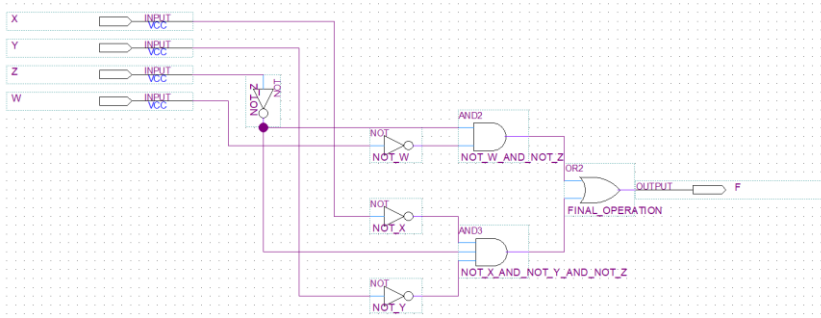 X INPUT VCC
Y INPUT VCC
Z INPUT VCC
W INPUT VCC
NOT_Z NOT
AND2
NOT
NOT_W
NOT_W_AND_NOT_Z
OR2
OUTPUT F
FINAL_OPERATION
NOT
NOT_X
AND3
NOT_X_AND_NOT_Y_AND_NOT_Z
NOT
NOT_Y